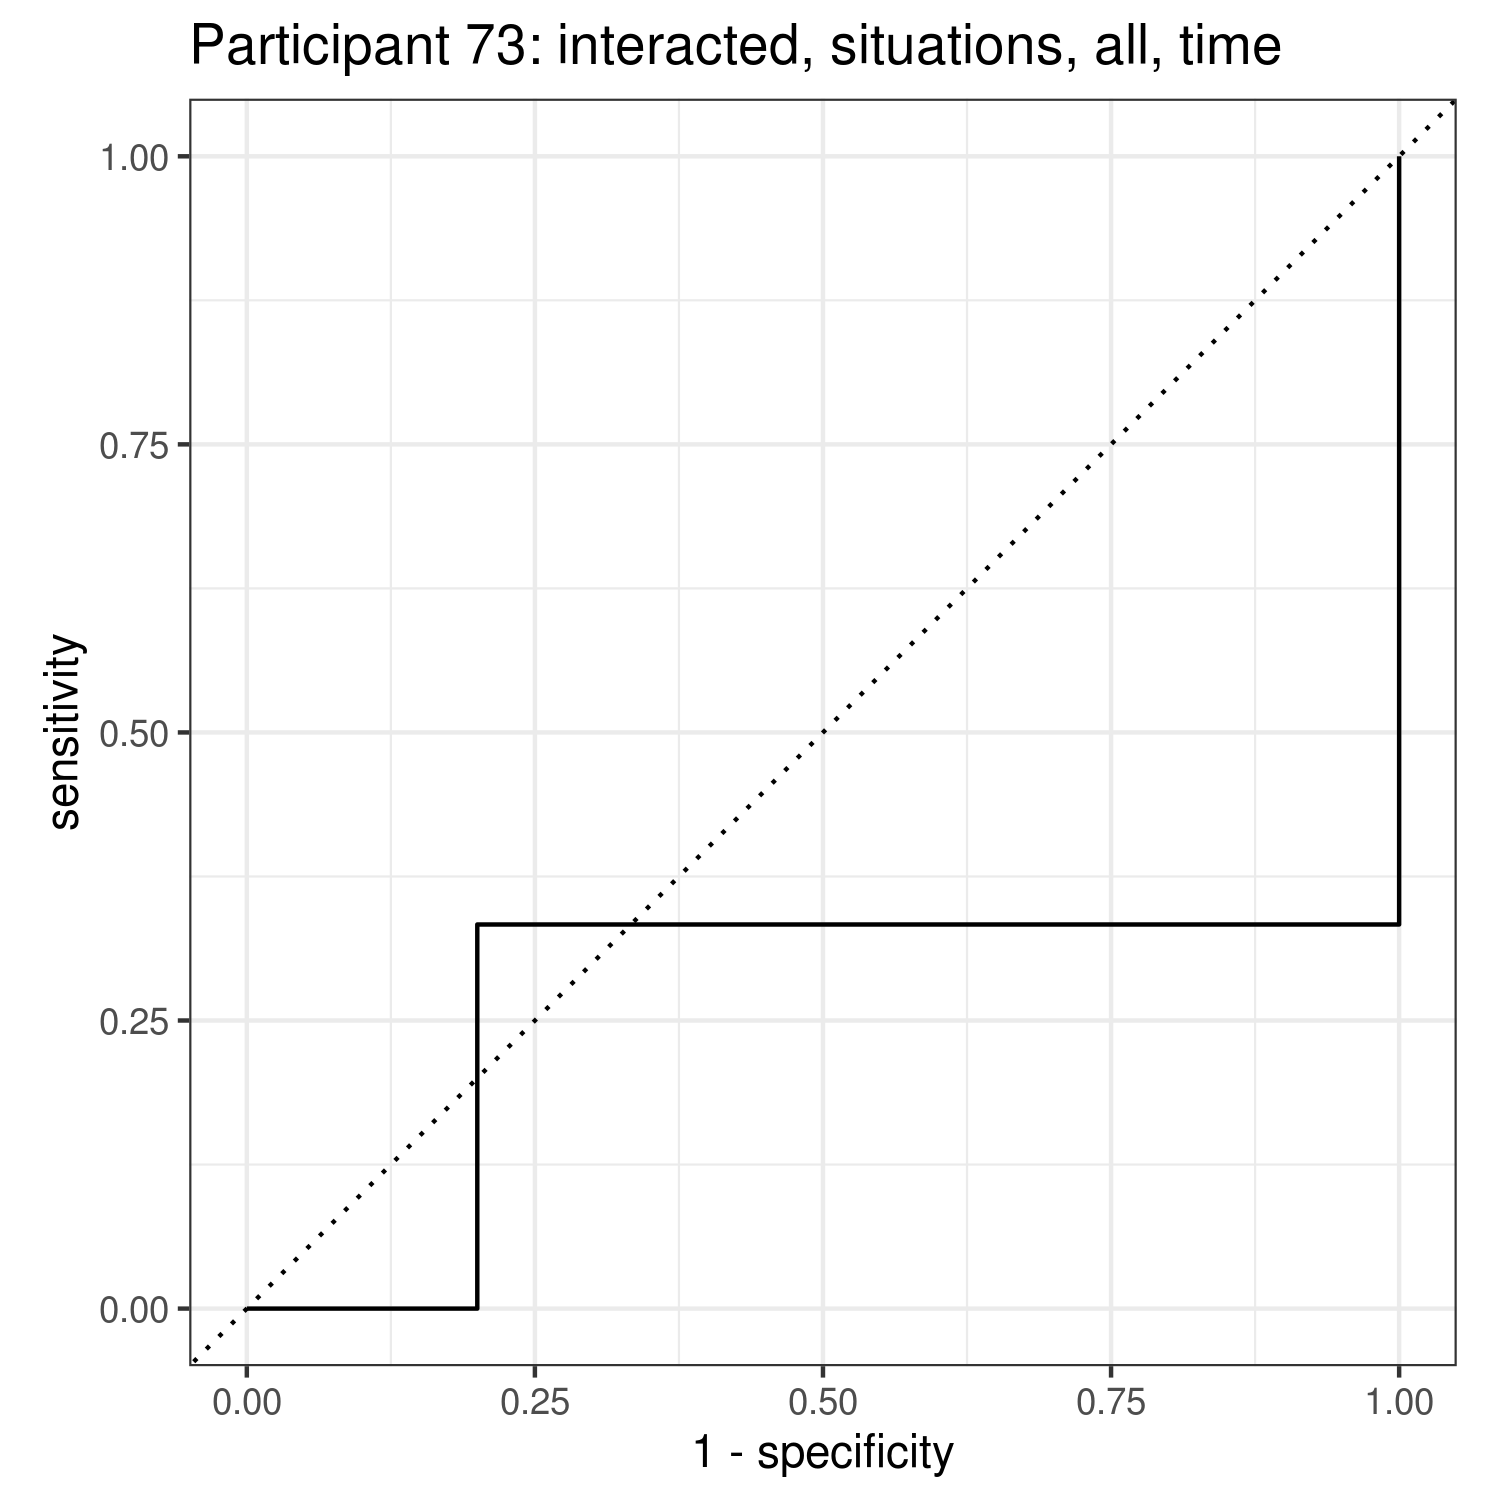 Participant 73: interacted, situations, all, time
1.00
0.75
0.50
0.25
0.00
sensitivity
0.00 0.25 0.50 0.75 1.00
1 - specificity